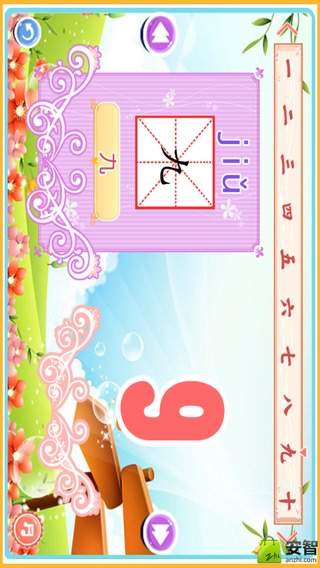 一 二 三 四 五 六 七 八 九 十
jiǔ
九
九
9
安智
anzhi.com